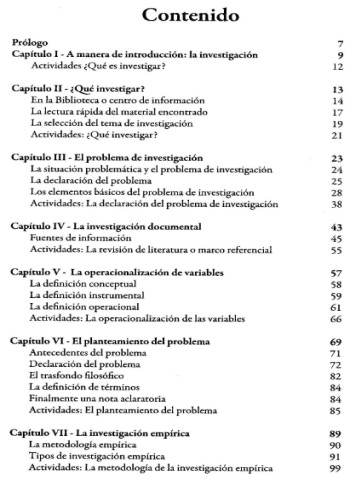 Contenido
Prólogo 7
Capítulo I - A manera de introducción: la investigación 9
Actividades ¿Qué es investigar? 12
Capítulo II - ¿Qué investigar? 13
En la Biblioteca o centro de información 14
La lectura rápida del material encontrado 17
La selección del tema de investigación 19
Actividades: ¿Qué investigar? 21
Capítulo III - El problema de investigación 23
La situación problemática y el problema de investigación 24
La declaración del problema 25
Los elementos básicos del problema de investigación 28
Actividades: La declaración del problema de investigación 38
Capítulo IV - La investigación documental 43
Fuentes de información 45
Actividades: La revisión de literatura o marco referencial 55
Capítulo V - La operacionalización de variables 57
La definición conceptual 58
La definición instrumental 59
La definición operacional 61
Actividades: La operacionalización de las variables 66
Capítulo VI - El planteamiento del problema 69
Antecedentes del problema 71
Declaración del problema 72
El trasfondo filosófico 82
La definición de términos 84
Finalmente una nota aclaratoria 84
Actividades: El planteamiento del problema 85
Capítulo VII - La investigación empírica 89
La metodología empírica 90
Tipos de investigación empírica 91
Actividades: La metodología de la investigación empírica 99